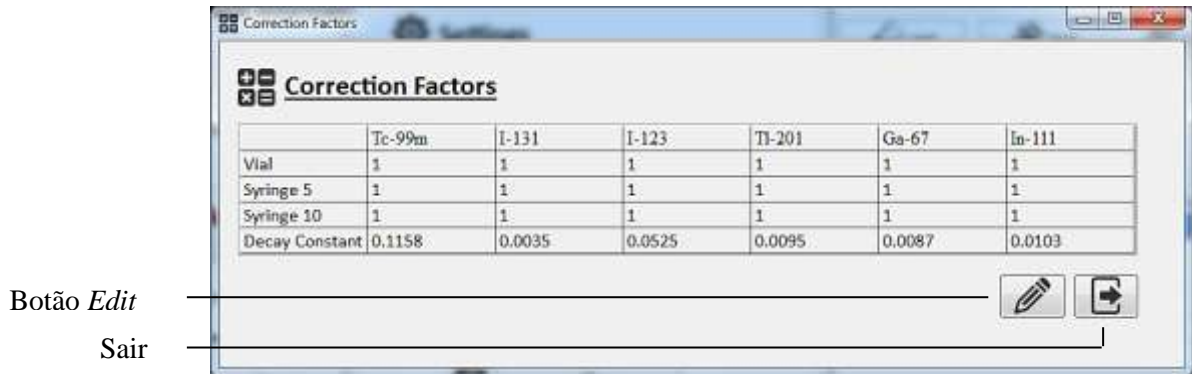 Correction Factors
Settings
Correction Factors
Tc-99m I-131 I-123 Tl-201 Ga-67 In-111
Vial 1 1 1 1 1 1
Syringe 5 1 1 1 1 1 1
Syringe 10 1 1 1 1 1 1
Decay Constant 0.1158 0.0035 0.0525 0.0095 0.0087 0.0103
Botão Edit
Sair